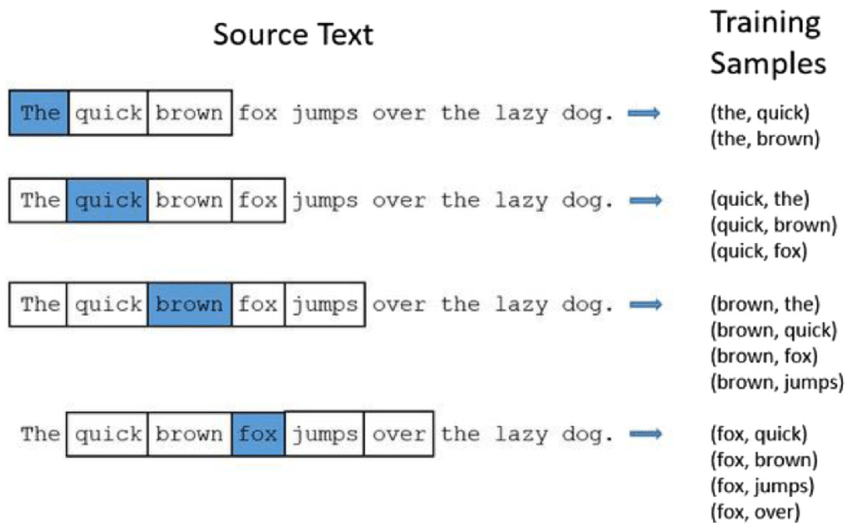 Source Text
Training
Samples
The quick brown fox jumps over the lazy dog.
(the, quick)
(the, brown)
The quick brown fox jumps over the lazy dog.
(quick, the)
(quick, brown)
(quick, fox)
The quick brown fox jumps over the lazy dog.
(brown, the)
(brown, quick)
(brown, fox)
(brown, jumps)
The quick brown fox jumps over the lazy dog.
(fox, quick)
(fox, brown)
(fox, jumps)
(fox, over)